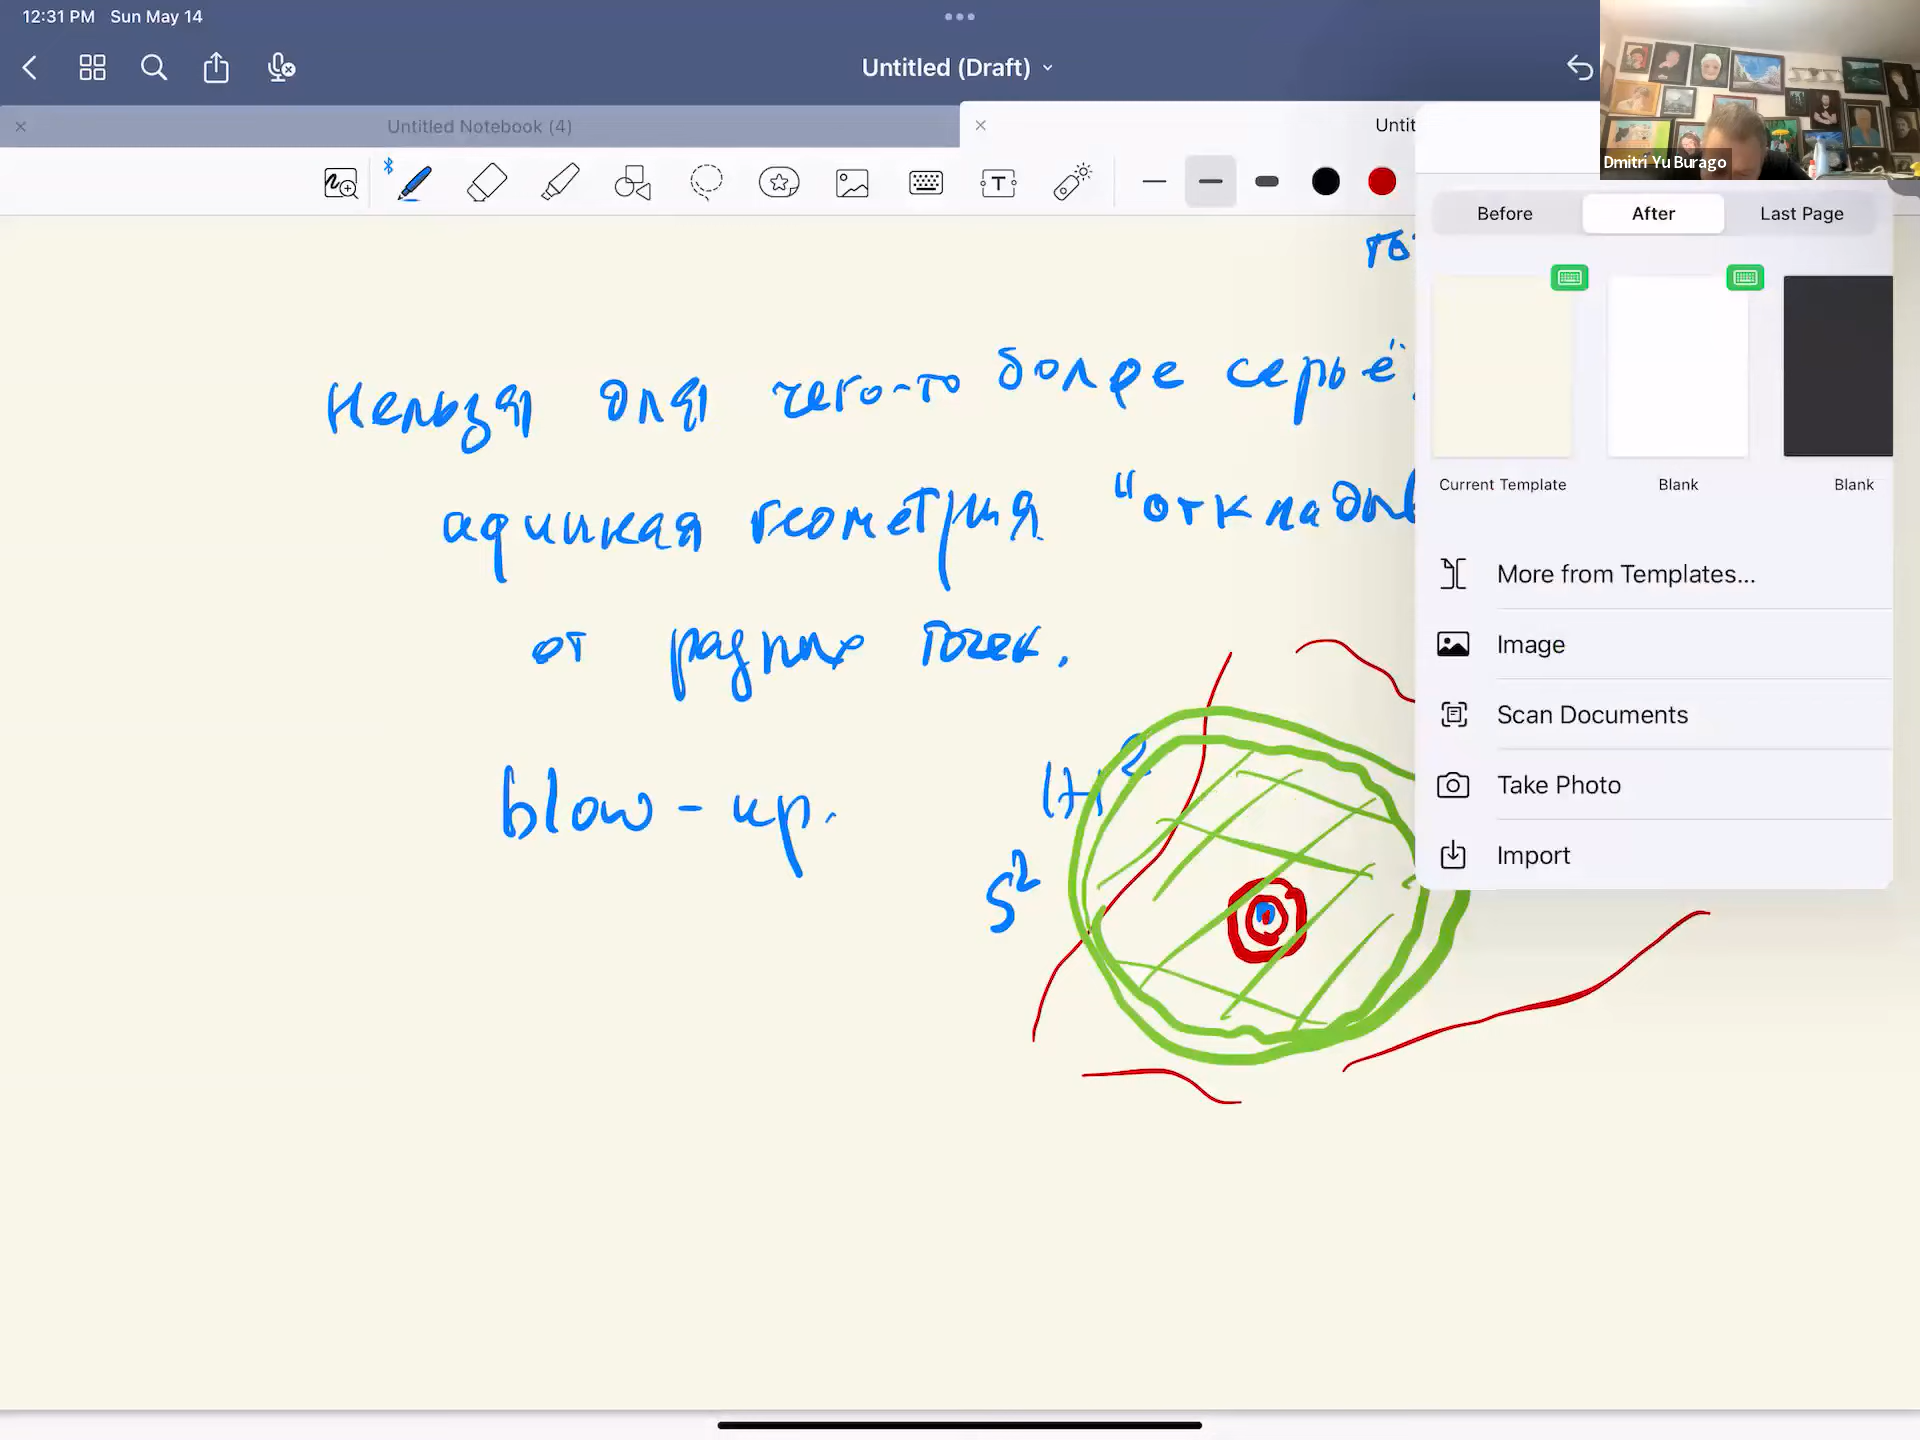 12:31 PM Sun May 14
Untitled (Draft)
Untitled Notebook (4)
Untit
Dmitri Yu Burago
T
Before After Last Page
Current Template Blank Blank
More from Templates...
Image
Scan Documents
Take Photo
Import
Нельзя для чего-то более серьё
геометрия "откладыв
от разных точек.
blow-up.
H²
S²